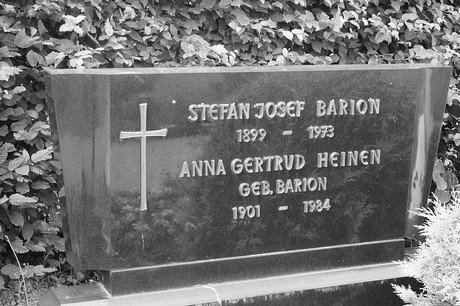 STEFAN JOSEF BARION
1899 - 1973
ANNA GERTRUD HEINEN
GEB. BARION
1901 - 1984